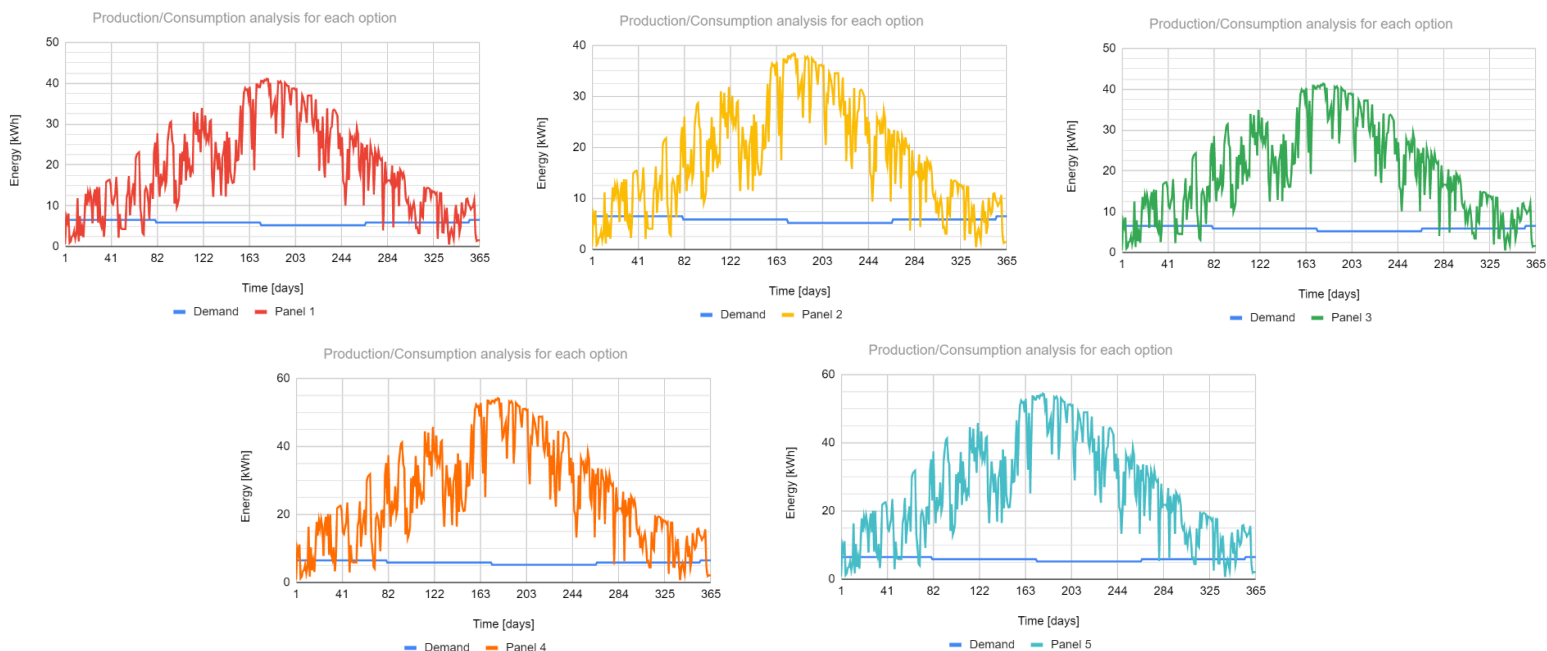 Production/Consumption analysis for each option
50
40
30
20
10
0
Energy [kWh]
1 41 82 122 163 203 244 284 325 365
Time [days]
Demand Panel 1
Production/Consumption analysis for each option
40
30
20
10
0
Energy [kWh]
1 41 82 122 163 203 244 284 325 365
Time [days]
Demand Panel 2
Production/Consumption analysis for each option
50
40
30
20
10
0
Energy [kWh]
1 41 82 122 163 203 244 284 325 365
Time [days]
Demand Panel 3
Production/Consumption analysis for each option
60
40
20
0
Energy [kWh]
1 41 82 122 163 203 244 284 325 365
Time [days]
Demand Panel 4
Production/Consumption analysis for each option
60
40
20
0
Energy [kWh]
1 41 82 122 163 203 244 284 325 365
Time [days]
Demand Panel 5